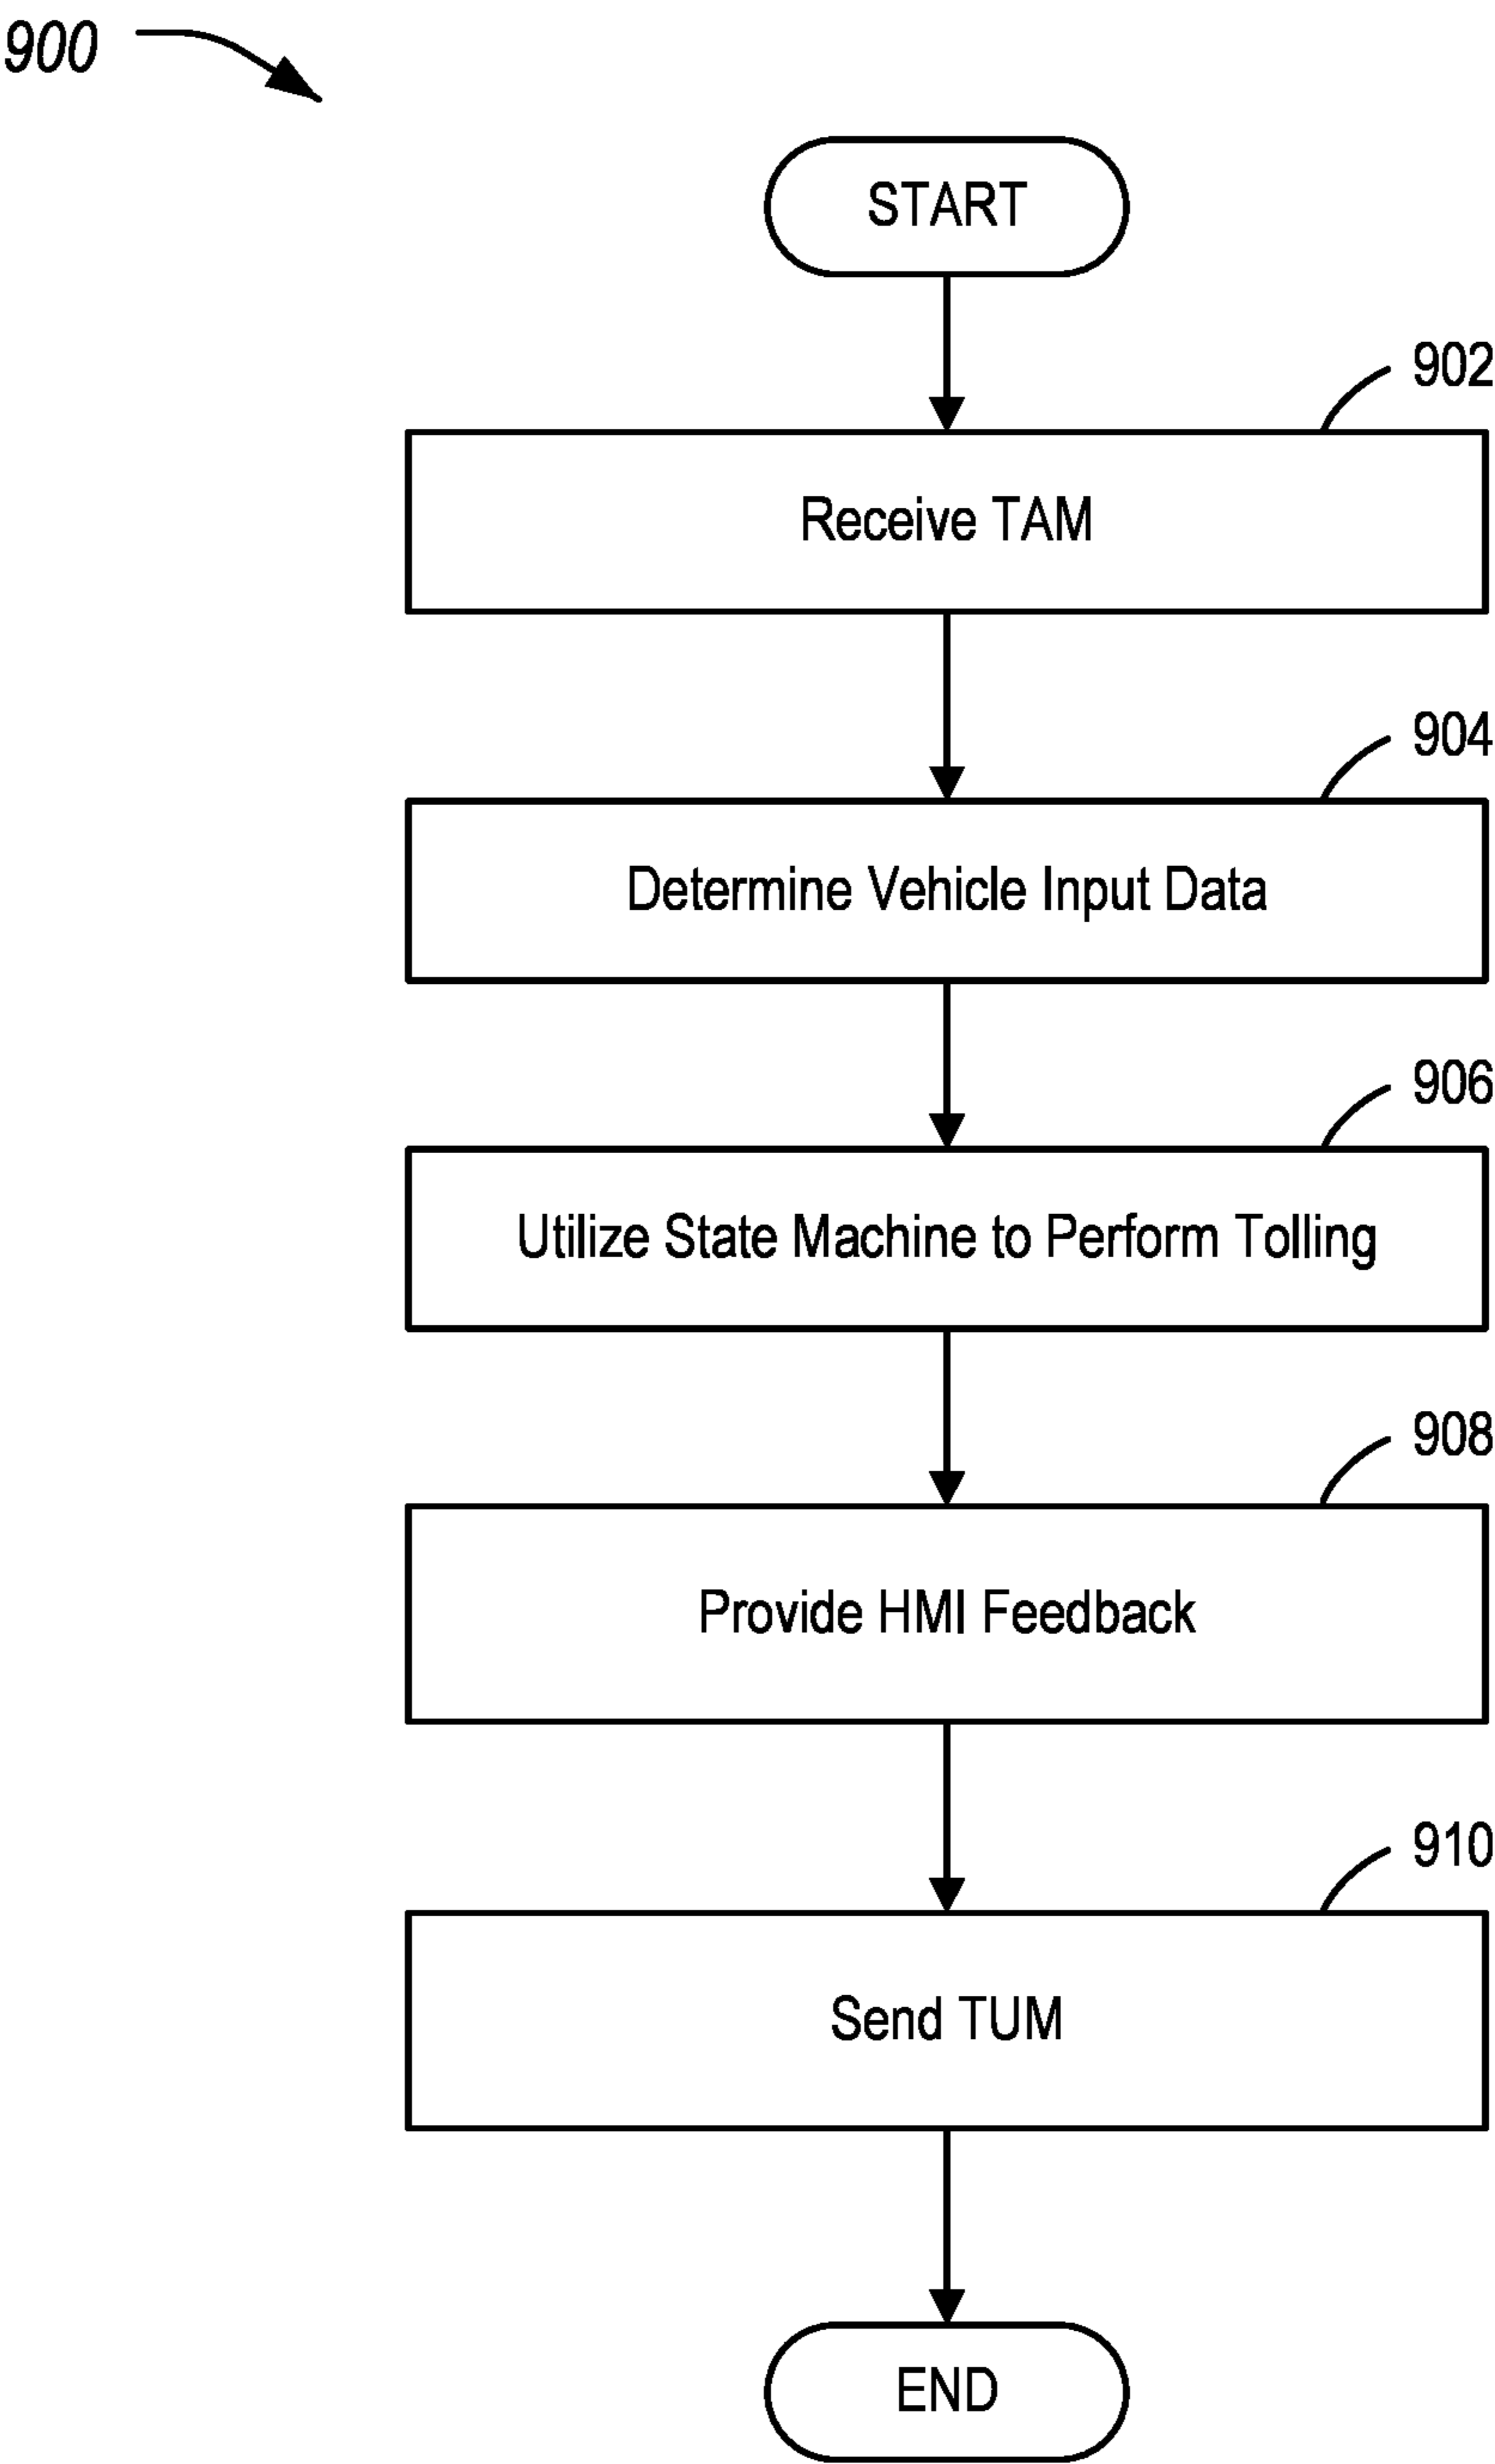 900
START
902
Receive TAM
904
Determine Vehicle Input Data
906
Utilize State Machine to Perform Tolling
908
Provide HMI Feedback
910
Send TUM
END